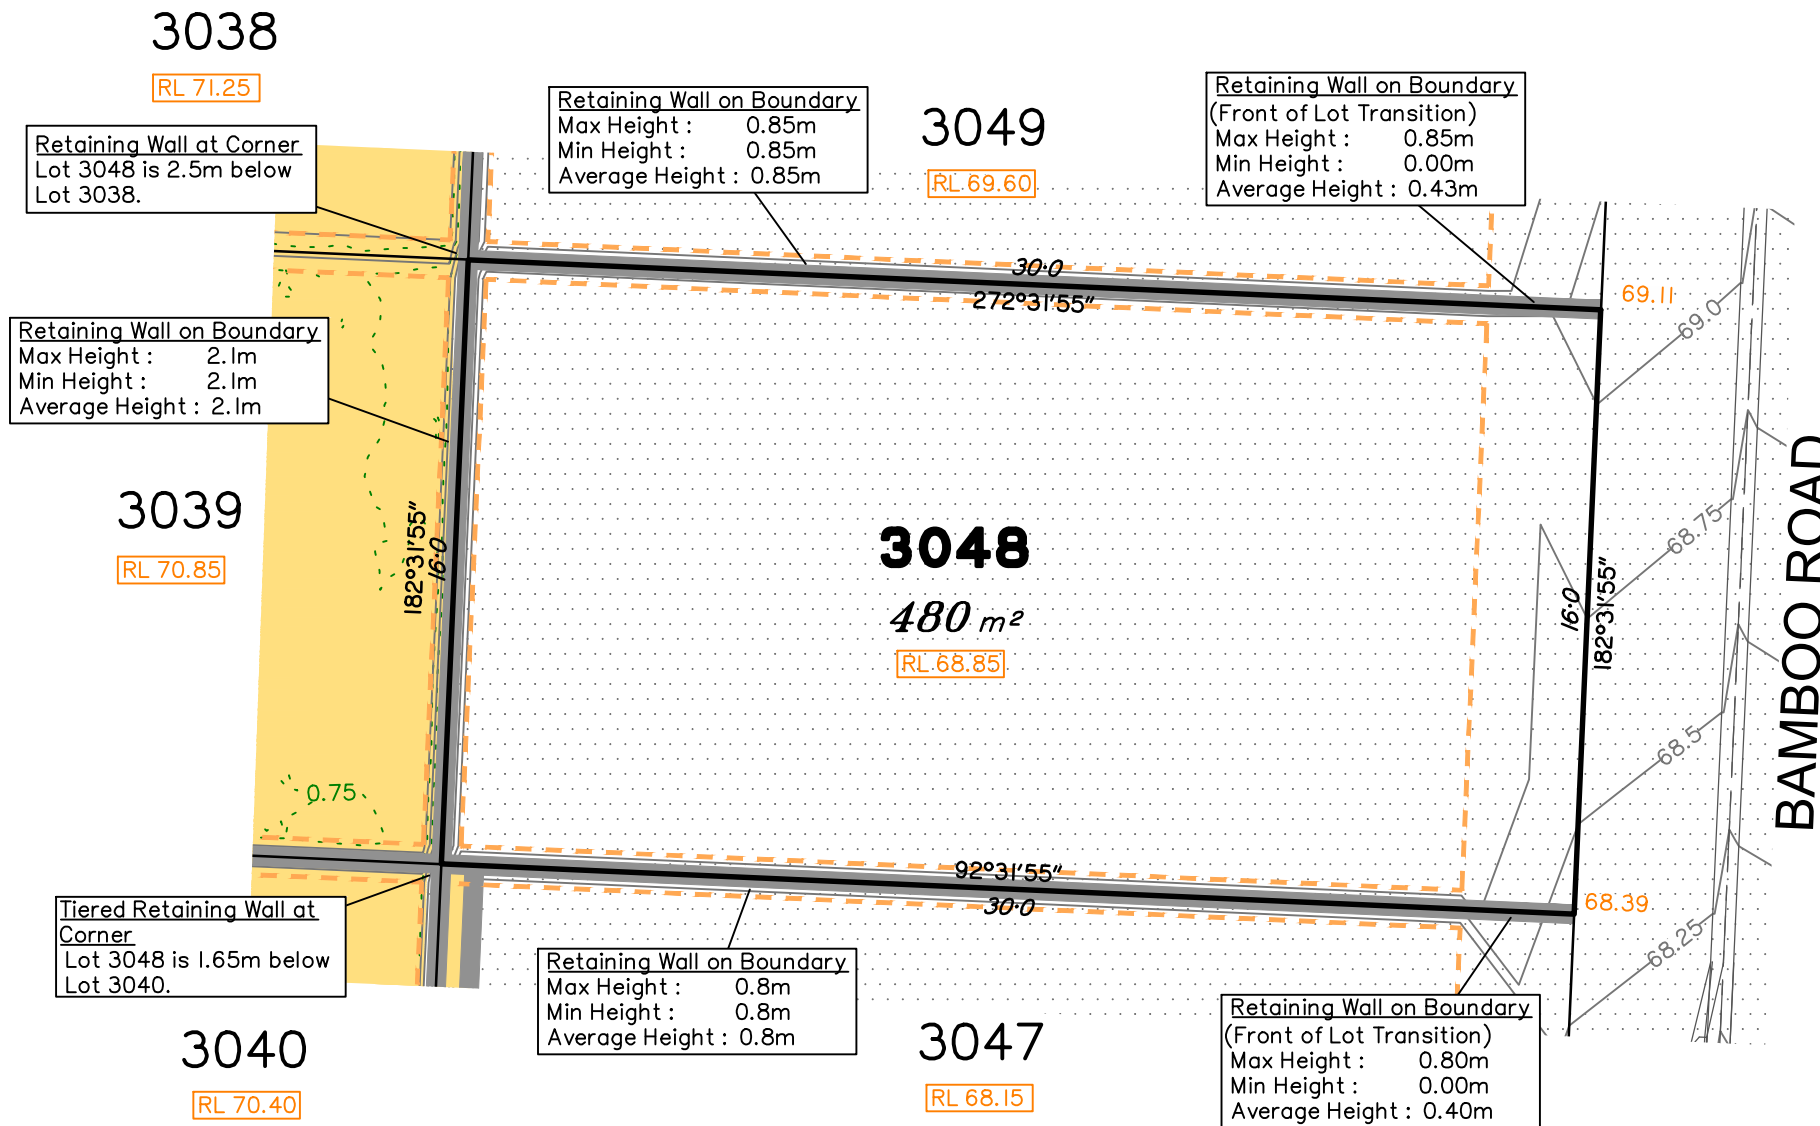 3038
RL 71.25
Retaining Wall at Corner
Lot 3048 is 2.5m below
Lot 3038.
Retaining Wall on Boundary
Max Height : 0.85m
Min Height : 0.85m
Average Height : 0.85m
3049
RL 69.60
Retaining Wall on Boundary
(Front of Lot Transition)
Max Height : 0.85m
Min Height : 0.00m
Average Height : 0.43m
30·0
272°31'55"
69.11
69.0
Retaining Wall on Boundary
Max Height : 2.1m
Min Height : 2.1m
Average Height : 2.1m
3039
RL 70.85
182°31'55"
16·0
3048
480 m²
RL 68.85
16·0
182°31'55"
68.75
BAMBOO ROAD
68.5
0.75
92°31'55"
30·0
68.39
68.25
Tiered Retaining Wall at
Corner
Lot 3048 is 1.65m below
Lot 3040.
3040
RL 70.40
Retaining Wall on Boundary
Max Height : 0.8m
Min Height : 0.8m
Average Height : 0.8m
3047
RL 68.15
Retaining Wall on Boundary
(Front of Lot Transition)
Max Height : 0.80m
Min Height : 0.00m
Average Height : 0.40m